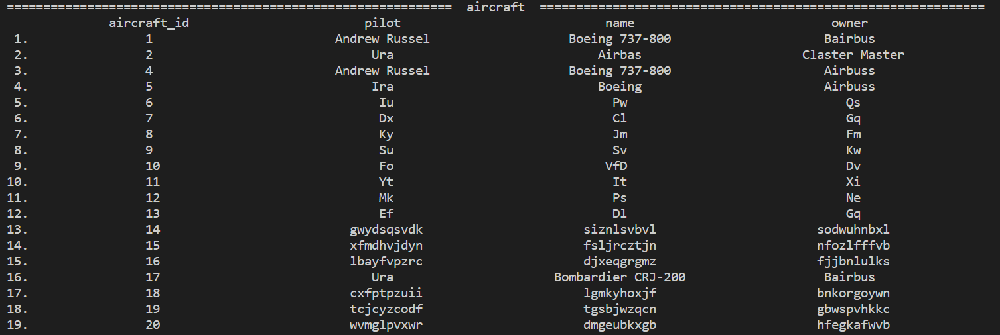 ============================================================= aircraft =============================================================
aircraft_id pilot name owner
1. 1 Andrew Russel Boeing 737-800 Bairbus
2. 2 Ura Airbas Claster Master
3. 4 Andrew Russel Boeing 737-800 Airbuss
4. 5 Ira Boeing Airbuss
5. 6 Iu Pw Qs
6. 7 Dx Cl Gq
7. 8 Ky Jm Fm
8. 9 Su Sv Kw
9. 10 Fo VfD Dv
10. 11 Yt It Xi
11. 12 Mk Ps Ne
12. 13 Ef Dl Gq
13. 14 gwydsqsvdk siznlsvbvl sodwuhnbxl
14. 15 xfmdhvjdyn fsljrcztjn nfozlfffvb
15. 16 lbayfvpzrc djxeqgrgmz fjjbnlulks
16. 17 Ura Bombardier CRJ-200 Bairbus
17. 18 cxfptpzuii lgmkyhoxjf bnkorgoywn
18. 19 tcjcyzcodf tgsbjwzqcn gbwspvhkkc
19. 20 wvmglpvxwr dmgeubkxgb hfegkafwvb